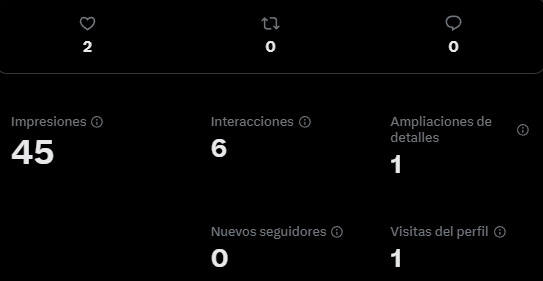 2
0
0
Impresiones
45
Interacciones
6
Ampliaciones de
detalles
1
Nuevos seguidores
0
Visitas del perfil
1